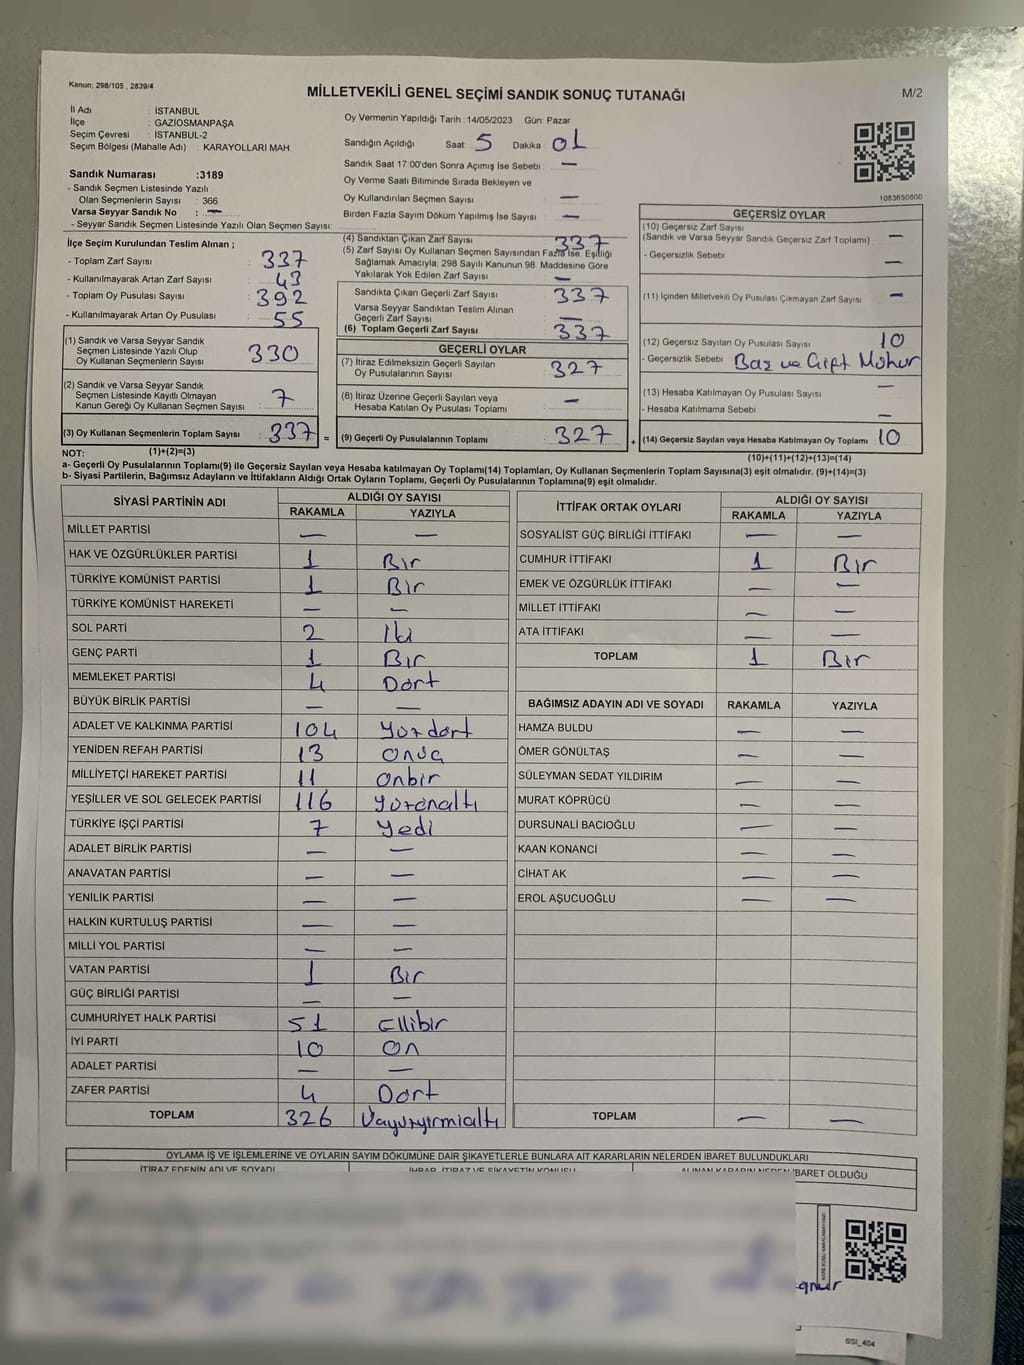 Kanun; 298/105 , 2839/4
MİLLETVEKİLİ GENEL SEÇİMİ SANDIK SONUÇ TUTANAĞI
M/2
İl Adı : İSTANBUL
İlçe : GAZİOSMANPAŞA
Seçim Çevresi : İSTANBUL-2
Seçim Bölgesi (Mahalle Adı) : KARAYOLLARI MAH.
Sandık Numarası :3189
- Sandık Seçmen Listesinde Yazılı
Olan Seçmenlerin Sayısı : 366
Varsa Seyyar Sandık No : —
- Seyyar Sandık Seçmen Listesinde Yazılı Olan Seçmen Sayısı:
Oy Vermenin Yapıldığı Tarih :14/05/2023 Gün: Pazar
Sandığın Açıldığı Saat 5 Dakika 01
Sandık Saat 17:00'den Sonra Açımış İse Sebebi : —
Oy Verme Saati Bitiminde Sırada Bekleyen ve
Oy Kullandırılan Seçmen Sayısı —
Birden Fazla Sayım Döküm Yapılmış İse Sayısı —
1083650800
İlçe Seçim Kurulundan Teslim Alınan ;
- Toplam Zarf Sayısı : 337
- Kullanılmayarak Artan Zarf Sayısı : 43
- Toplam Oy Pusulası Sayısı : 392
- Kullanılmayarak Artan Oy Pusulası : 55
(1) Sandık ve Varsa Seyyar Sandık
Seçmen Listesinde Yazılı Olup
Oy Kullanan Seçmenlerin Sayısı 330
(2) Sandık ve Varsa Seyyar Sandık
Seçmen Listesinde Kayıtlı Olmayan
Kanun Gereği Oy Kullanan Seçmen Sayısı 7
(3) Oy Kullanan Seçmenlerin Toplam Sayısı 337 =
(1)+(2)=(3)
(4) Sandıktan Çıkan Zarf Sayısı 337
(5) Zarf Sayısı Oy Kullanan Seçmen Sayısından Fazla İse, Eşitliği
Sağlamak Amacıyla, 298 Sayılı Kanunun 98. Maddesine Göre
Yakılarak Yok Edilen Zarf Sayısı —
Sandıkta Çıkan Geçerli Zarf Sayısı 337
Varsa Seyyar Sandıktan Teslim Alınan
Geçerli Zarf Sayısı —
(6) Toplam Geçerli Zarf Sayısı 337
GEÇERLİ OYLAR
(7) İtiraz Edilmeksizin Geçerli Sayılan
Oy Pusulalarının Sayısı 327
(8) İtiraz Üzerine Geçerli Sayılan veya
Hesaba Katılan Oy Pusulası Toplamı —
(9) Geçerli Oy Pusulalarının Toplamı 327 +
GEÇERSİZ OYLAR
(10) Geçersiz Zarf Sayısı
(Sandık ve Varsa Seyyar Sandık Geçersiz Zarf Toplamı) —
- Geçersizlik Sebebi —
(11) İçinden Milletvekili Oy Pusulası Çıkmayan Zarf Sayısı —
(12) Geçersiz Sayılan Oy Pusulası Sayısı 10
- Geçersizlik Sebebi Boş ve Çift Mühür
(13) Hesaba Katılmayan Oy Pusulası Sayısı —
- Hesaba Katılmama Sebebi —
(14) Geçersiz Sayılan veya Hesaba Katılmayan Oy Toplamı 10
(10)+(11)+(12)+(13)=(14)
NOT:
a- Geçerli Oy Pusulalarının Toplamı(9) ile Geçersiz Sayılan veya Hesaba katılmayan Oy Toplamı(14) Toplamları, Oy Kullanan Seçmenlerin Toplam Sayısına(3) eşit olmalıdır. (9)+(14)=(3)
b- Siyasi Partilerin, Bağımsız Adayların ve İttifakların Aldığı Ortak Oyların Toplamı, Geçerli Oy Pusulalarının Toplamına(9) eşit olmalıdır.
SİYASİ PARTİNİN ADI ALDIĞI OY SAYISI
RAKAMLA YAZIYLA
MİLLET PARTİSİ — —
HAK VE ÖZGÜRLÜKLER PARTİSİ 1 Bir
TÜRKİYE KOMÜNİST PARTİSİ 1 Bir
TÜRKİYE KOMÜNİST HAREKETİ — —
SOL PARTİ 2 İki
GENÇ PARTİ 1 Bir
MEMLEKET PARTİSİ 4 Dört
BÜYÜK BİRLİK PARTİSİ — —
ADALET VE KALKINMA PARTİSİ 104 Yüzdört
YENİDEN REFAH PARTİSİ 13 Onüç
MİLLİYETÇİ HAREKET PARTİSİ 11 Onbir
YEŞİLLER VE SOL GELECEK PARTİSİ 116 Yüzonaltı
TÜRKİYE İŞÇİ PARTİSİ 7 Yedi
ADALET BİRLİK PARTİSİ — —
ANAVATAN PARTİSİ — —
YENİLİK PARTİSİ — —
HALKIN KURTULUŞ PARTİSİ — —
MİLLİ YOL PARTİSİ — —
VATAN PARTİSİ 1 Bir
GÜÇ BİRLİĞİ PARTİSİ — —
CUMHURİYET HALK PARTİSİ 51 Ellibir
İYİ PARTİ 10 On
ADALET PARTİSİ — —
ZAFER PARTİSİ 4 Dört
TOPLAM 326 Üçyüzyirmialtı
İTTİFAK ORTAK OYLARI ALDIĞI OY SAYISI
RAKAMLA YAZIYLA
SOSYALİST GÜÇ BİRLİĞİ İTTİFAKI — —
CUMHUR İTTİFAKI 1 Bir
EMEK VE ÖZGÜRLÜK İTTİFAKI — —
MİLLET İTTİFAKI — —
ATA İTTİFAKI — —
TOPLAM 1 Bir
BAĞIMSIZ ADAYIN ADI VE SOYADI RAKAMLA YAZIYLA
HAMZA BULDU — —
ÖMER GÖNÜLTAŞ — —
SÜLEYMAN SEDAT YILDIRIM — —
MURAT KÖPRÜCÜ — —
DURSUNALİ BACIOĞLU — —
KAAN KONANCİ — —
CİHAT AK — —
EROL AŞUCUOĞLU — —
TOPLAM — —
OYLAMA İŞ VE İŞLEMLERİNE VE OYLARIN SAYIM DÖKÜMÜNE DAİR ŞİKAYETLERLE BUNLARA AİT KARARLARIN NELERDEN İBARET BULUNDUKLARI
İTİRAZ EDENİN ADI VE SOYADI İHBAR, İTİRAZ VE ŞİKAYETİN KONUSU ALINAN KARARIN NEDEN İBARET OLDUĞU
SSİ_404